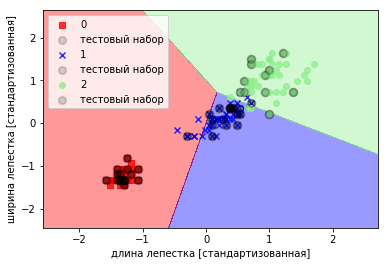 0
тестовый набор
1
тестовый набор
2
тестовый набор
ширина лепестка [стандартизованная]
2
1
0
−1
−2
−2
−1
0
1
2
длина лепестка [стандартизованная]